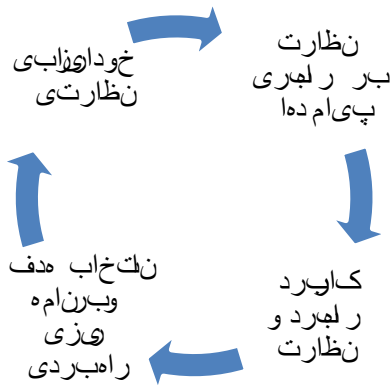 نظارت
بر راهبری
پیامدها
خودارزیابی
نظارتی
کاربرد
راهبرد و
نظارت
انتخاب هدف
وبرنامه
ریزی
راهبردی